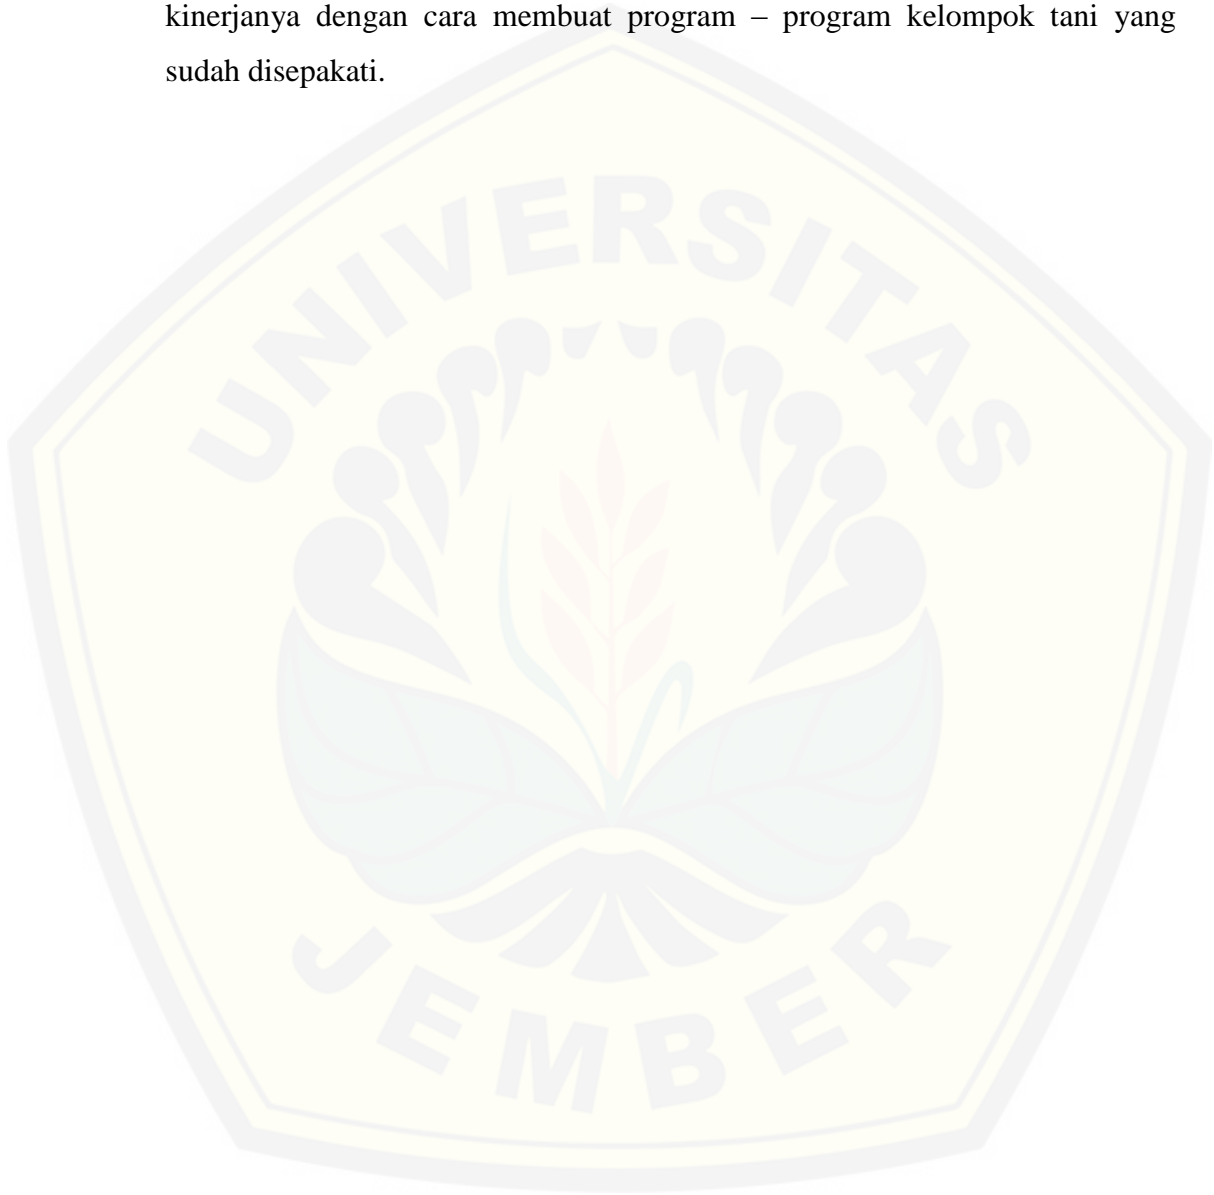 kinerjanya dengan cara membuat program – program kelompok tani yang
sudah disepakati.
UNIVERSITAS
JEMBER